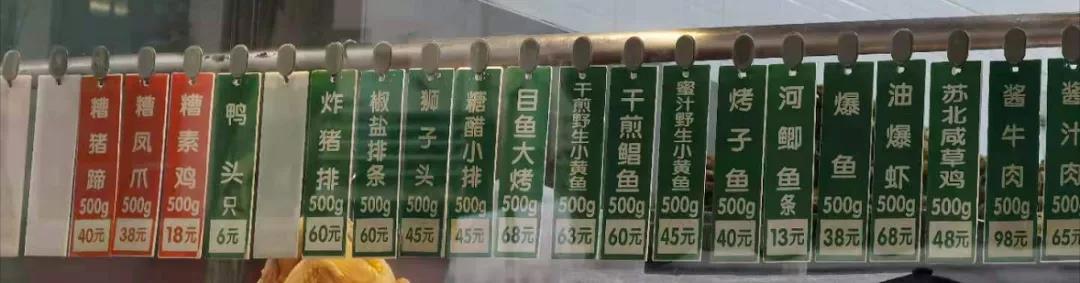 糟猪蹄
500g
40元
糟凤爪
500g
38元
糟素鸡
500g
18元
鸭头
只
6元
炸猪排
500g
60元
椒盐排条
500g
60元
狮子头
500g
45元
糖醋小排
500g
45元
目鱼大烤
500g
68元
干煎野生小黄鱼
500g
63元
干煎鲳鱼
500g
60元
蜜汁野生小黄鱼
500g
45元
烤子鱼
500g
40元
河鲫鱼
条
13元
爆鱼
500g
38元
油爆虾
500g
68元
苏北咸草鸡
500g
48元
酱牛肉
500g
98元
酱汁肉
500g
65元